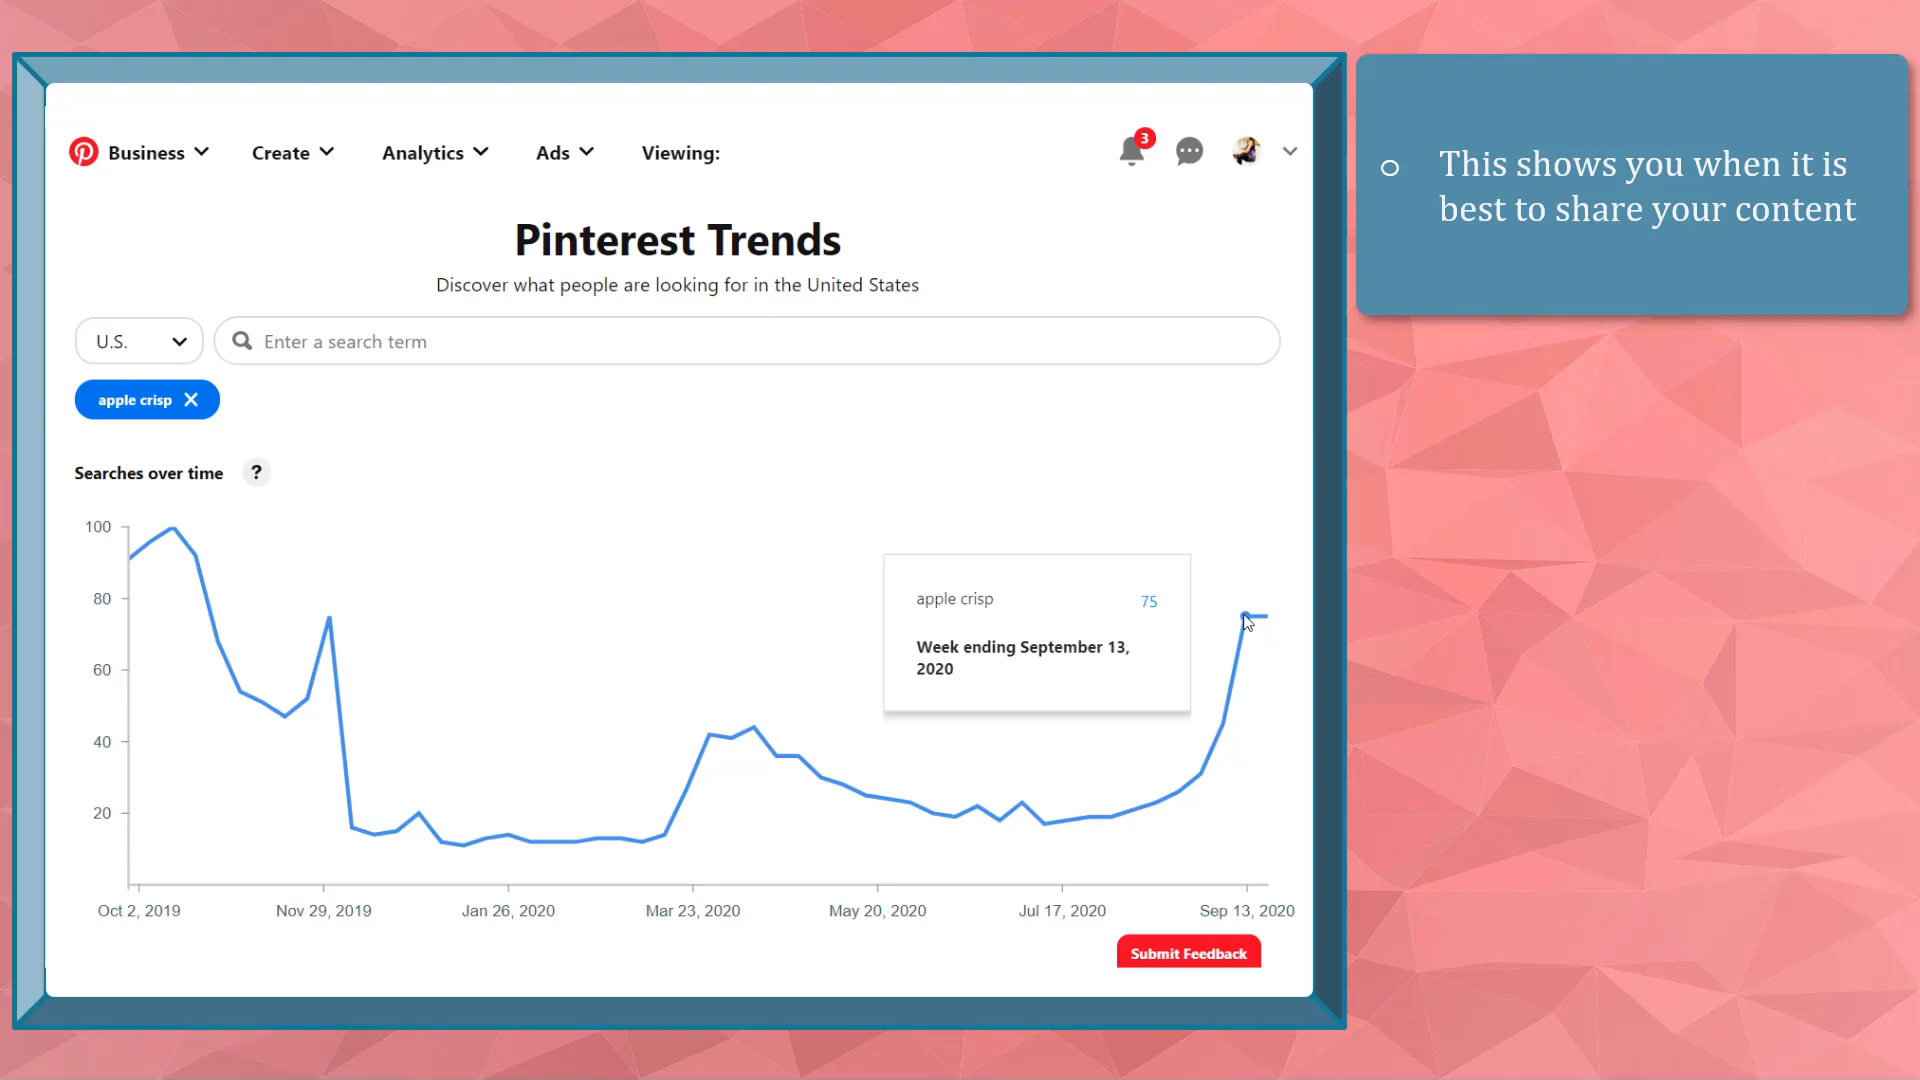 Business
Create
Analytics
Ads
Viewing:
3
Pinterest Trends
Discover what people are looking for in the United States
U.S.
Enter a search term
apple crisp
Searches over time
?
100
80
60
40
20
apple crisp
75
Week ending September 13,
2020
Oct 2, 2019
Nov 29, 2019
Jan 26, 2020
Mar 23, 2020
May 20, 2020
Jul 17, 2020
Sep 13, 2020
Submit Feedback
This shows you when it is
best to share your content